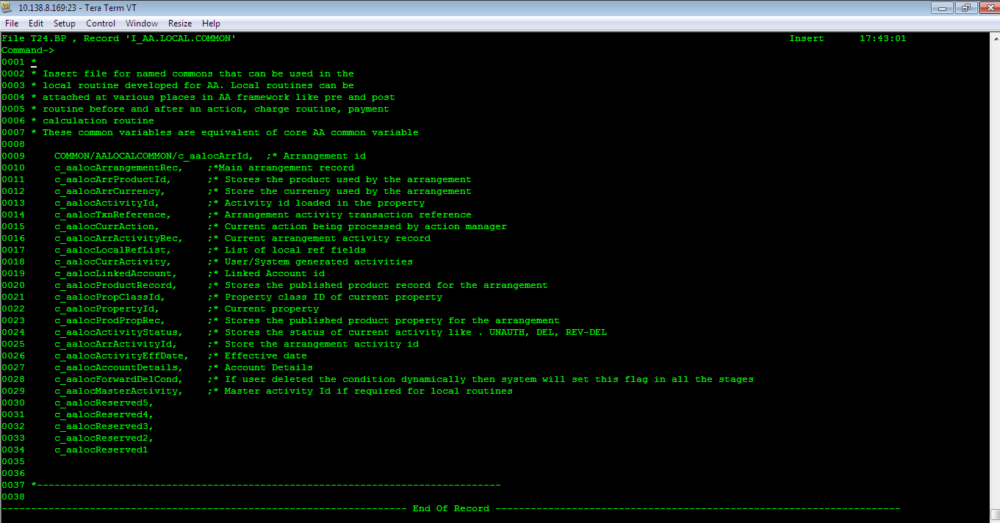 10.138.8.169:23 - Tera Term VT
File Edit Setup Control Window Resize Help
File T24.BP , Record 'I_AA.LOCAL.COMMON' Insert 17:43:01
Command->
0001 *
0002 * Insert file for named commons that can be used in the
0003 * local routine developed for AA. Local routines can be
0004 * attached at various places in AA framework like pre and post
0005 * routine before and after an action, charge routine, payment
0006 * calculation routine
0007 * These common variables are equivalent of core AA common variable
0008
0009 COMMON/AALOCALCOMMON/c_aalocArrId, ;* Arrangement id
0010 c_aalocArrangementRec, ;*Main arrangement record
0011 c_aalocArrProductId, ;* Stores the product used by the arrangement
0012 c_aalocArrCurrency, ;* Store the currency used by the arrangement
0013 c_aalocActivityId, ;* Activity id loaded in the property
0014 c_aalocTxnReference, ;* Arrangement activity transaction reference
0015 c_aalocCurrAction, ;* Current action being processed by action manager
0016 c_aalocArrActivityRec, ;* Current arrangement activity record
0017 c_aalocLocalRefList, ;* List of local ref fields
0018 c_aalocCurrActivity, ;* User/System generated activities
0019 c_aalocLinkedAccount, ;* Linked Account id
0020 c_aalocProductRecord, ;* Stores the published product record for the arrangement
0021 c_aalocPropClassId, ;* Property class ID of current property
0022 c_aalocPropertyId, ;* Current property
0023 c_aalocProdPropRec, ;* Stores the published product property for the arrangement
0024 c_aalocActivityStatus, ;* Stores the status of current activity like . UNAUTH, DEL, REV-DEL
0025 c_aalocArrActivityId, ;* Store the arrangement activity id
0026 c_aalocActivityEffDate, ;* Effective date
0027 c_aalocAccountDetails, ;* Account Details
0028 c_aalocForwardDelCond, ;* If user deleted the condition dynamically then system will set this flag in all the stages
0029 c_aalocMasterActivity, ;* Master activity Id if required for local routines
0030 c_aalocReserved5,
0031 c_aalocReserved4,
0032 c_aalocReserved3,
0033 c_aalocReserved2,
0034 c_aalocReserved1
0035
0036
0037 *-------------------------------------------------------------------------------
0038
--------------------------------------------------------------------- End Of Record ---------------------------------------------------------------------